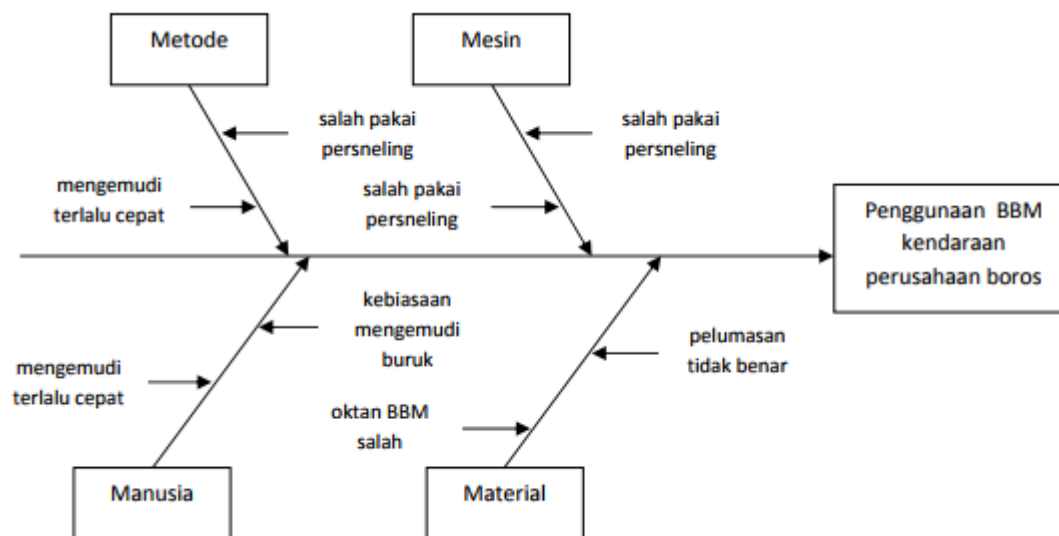 Metode
Mesin
salah pakai
persneling
salah pakai
persneling
mengemudi
terlalu cepat
salah pakai
persneling
Penggunaan BBM
kendaraan
perusahaan boros
kebiasaan
mengemudi
buruk
pelumasan
tidak benar
mengemudi
terlalu cepat
oktan BBM
salah
Manusia
Material